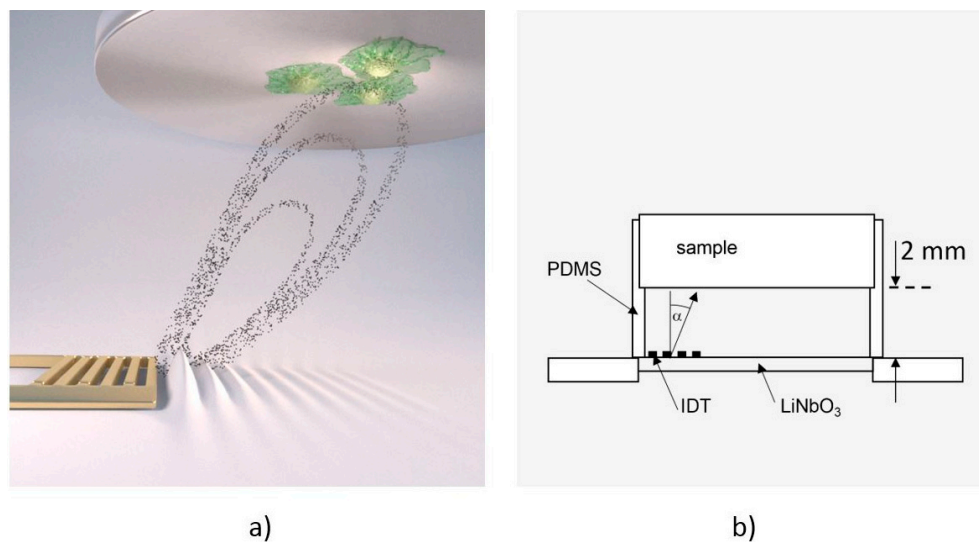 sample
2 mm
PDMS
α
IDT
LiNbO₃
a)
b)